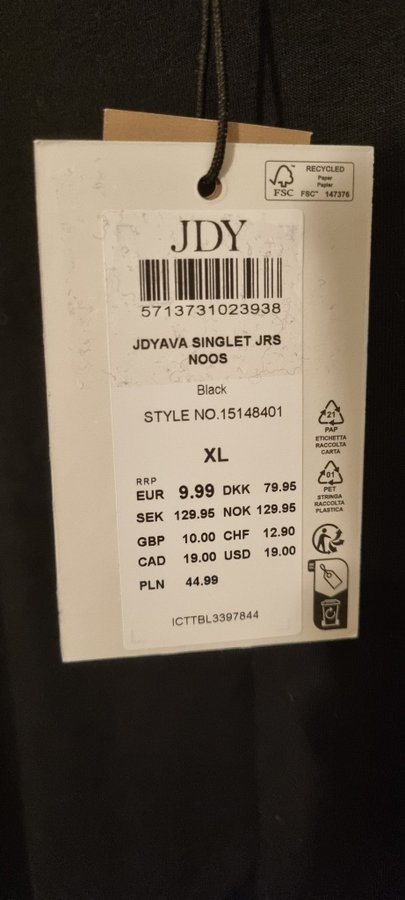 RECYCLED
Paper
Papier
FSC™ 147376
FSC
JDY
5713731023938
JDYAVA SINGLET JRS
NOOS
Black
STYLE NO.15148401
XL
RRP
EUR 9.99 DKK 79.95
SEK 129.95 NOK 129.95
GBP 10.00 CHF 12.90
CAD 19.00 USD 19.00
PLN 44.99
ICTTBL3397844
21
PAP
ETICHETTA
RACCOLTA
CARTA
01
PET
STRINGA
RACCOLTA
PLASTICA